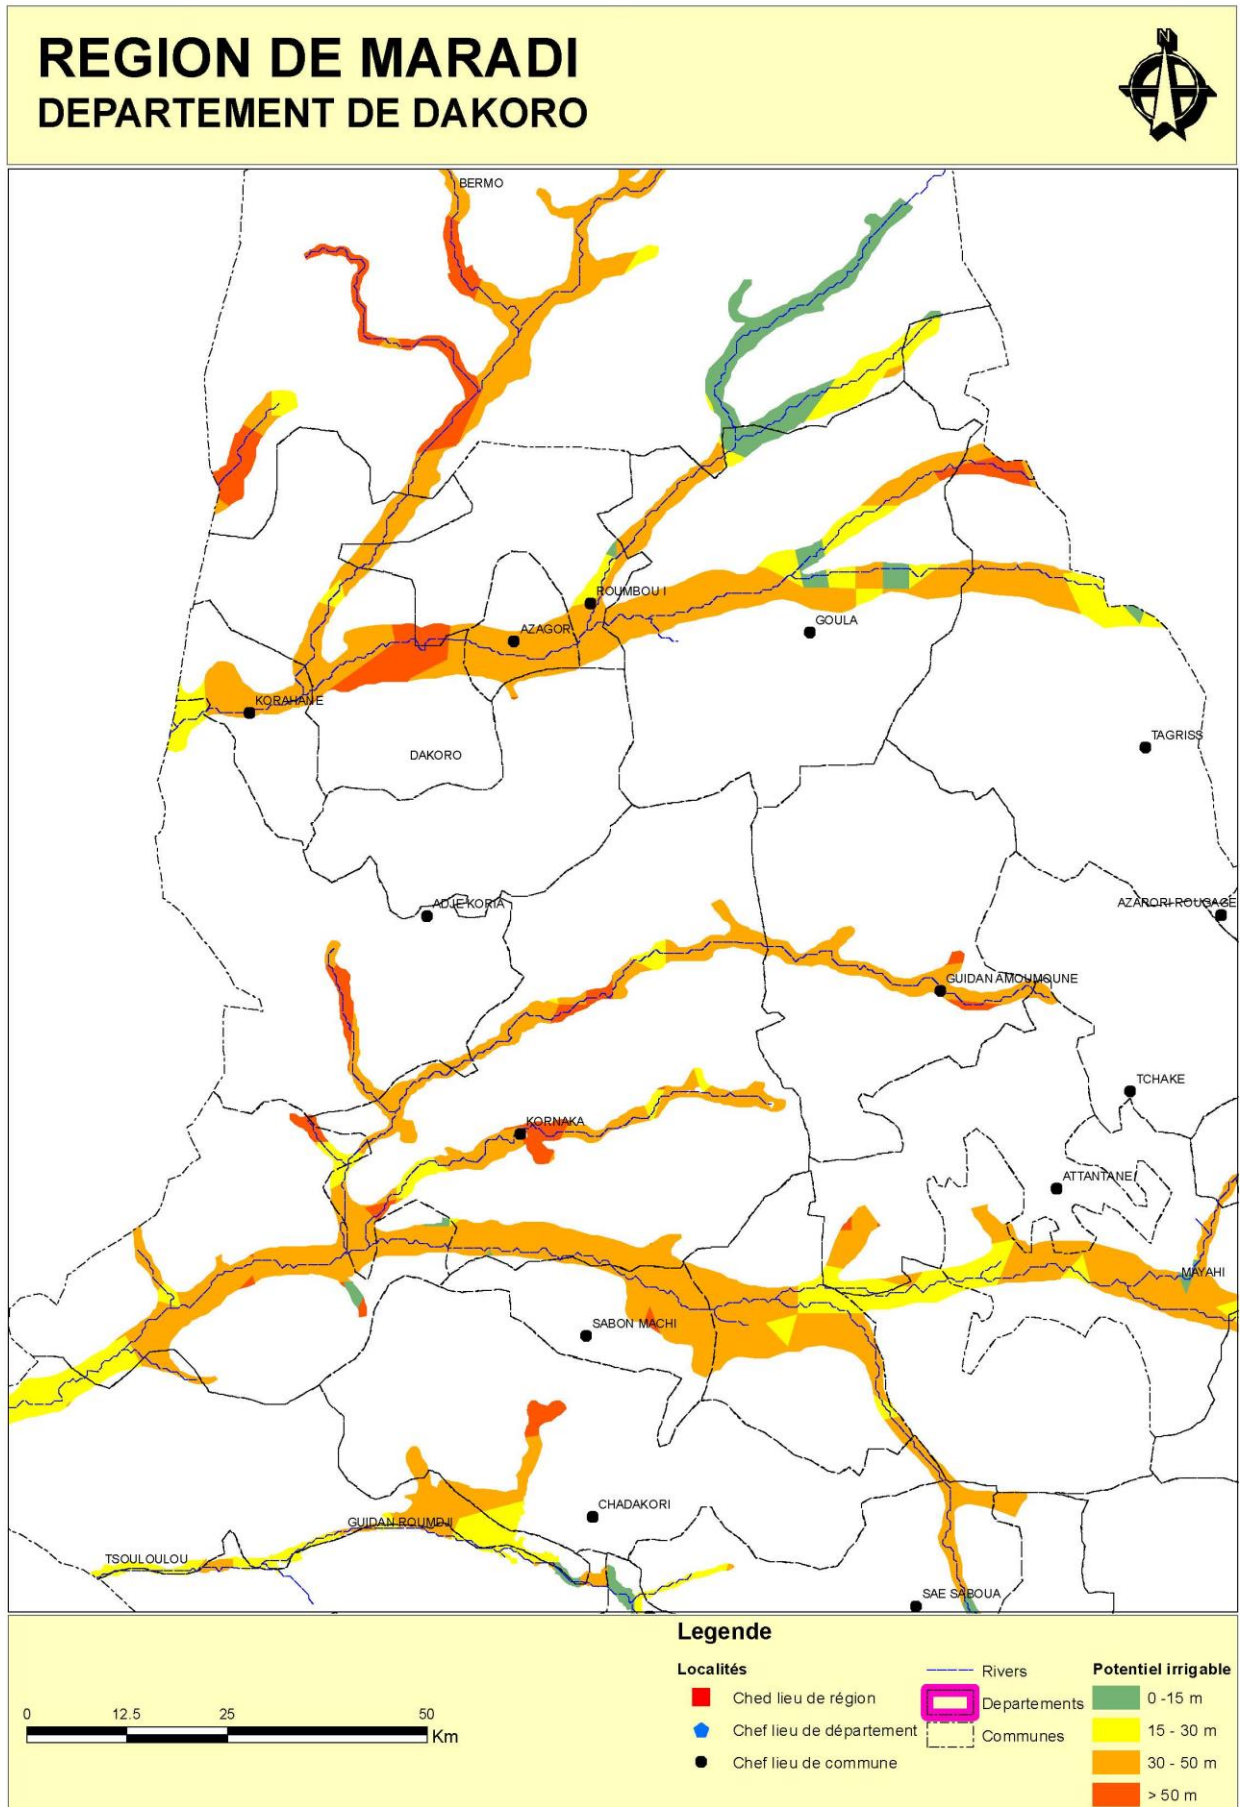 REGION DE MARADI
DEPARTEMENT DE DAKORO
N
BERMO
ROUMBOU I
AZAGOR
GOULA
KORAHANE
TAGRISS
DAKORO
ADJE KORIA
AZARORI ROUGAGE
GUIDAN AMOUMOUNE
TCHAKE
KORNAKA
ATTANTANE
MAYAHI
SABON MACHI
CHADAKORI
GUIDAN ROUMDJI
TSOULOULOU
SAE SABOUA
Legende
Localités
Ched lieu de région
Chef lieu de département
Chef lieu de commune
Rivers
Departements
Communes
Potentiel irrigable
0 -15 m
15 - 30 m
30 - 50 m
> 50 m
0 12.5 25 50
Km